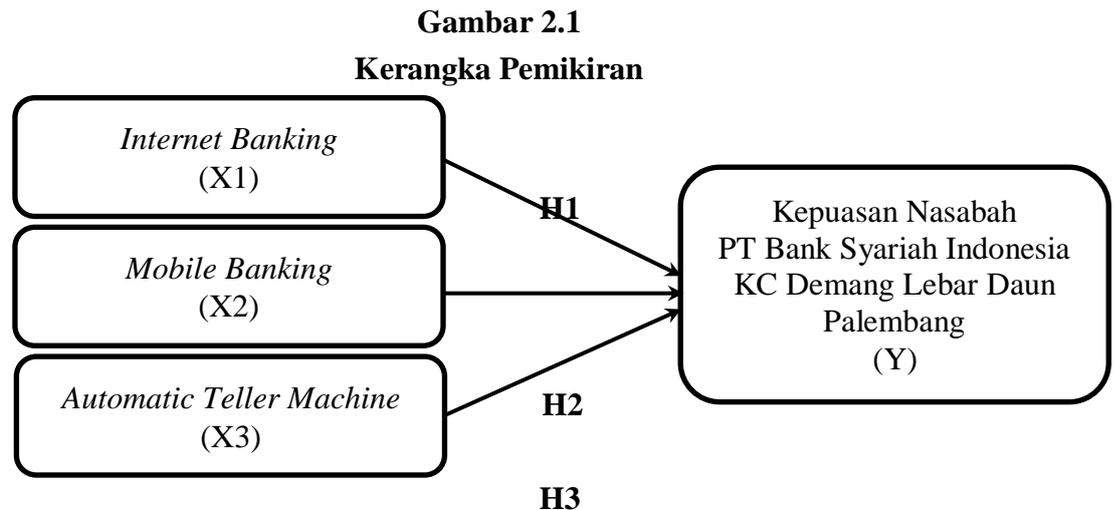 Gambar 2.1
Kerangka Pemikiran
Internet Banking
(X1)
H1
Mobile Banking
(X2)
Automatic Teller Machine
(X3)
H2
H3
Kepuasan Nasabah
PT Bank Syariah Indonesia
KC Demang Lebar Daun
Palembang
(Y)